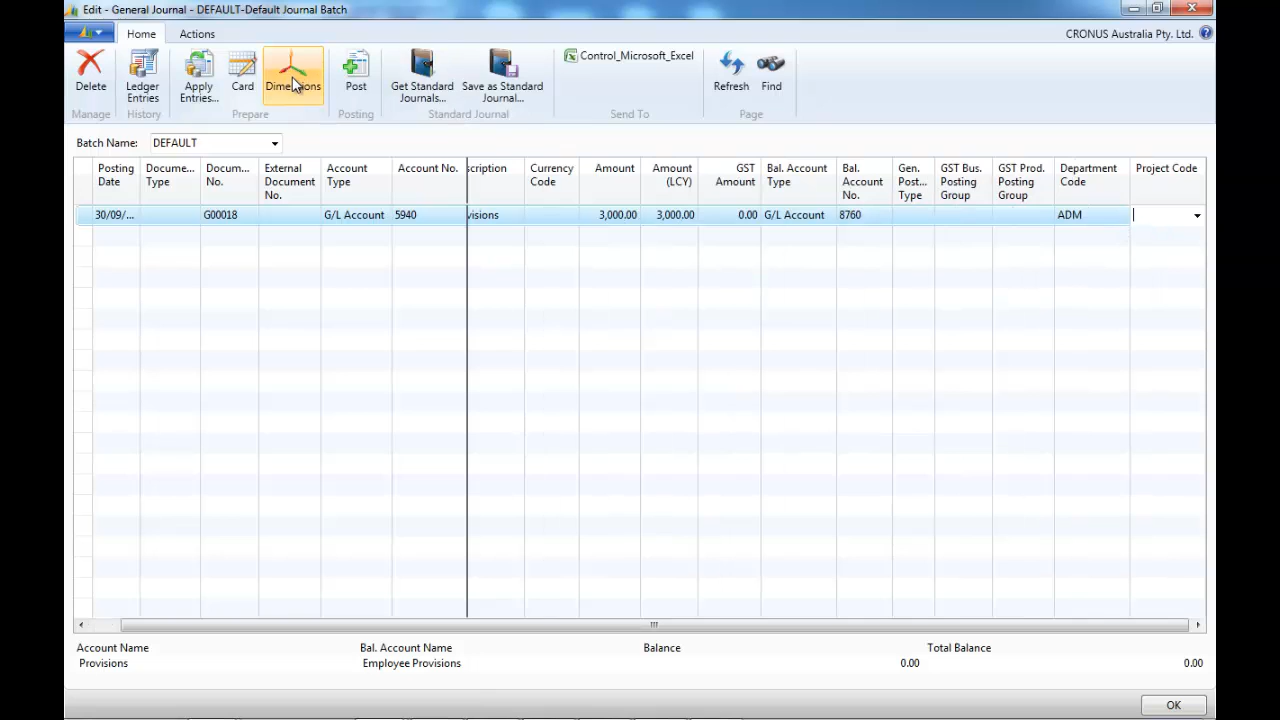 Edit - General Journal - DEFAULT-Default Journal Batch
Home
Actions
CRONUS Australia Pty. Ltd.
Delete
Ledger
Entries
Apply
Entries...
Card
Dimensions
Post
Get Standard
Journals...
Save as Standard
Journal...
Control_Microsoft_Excel
Refresh
Find
Manage
History
Prepare
Posting
Standard Journal
Send To
Page
Batch Name:
DEFAULT
Posting
Date
Docume...
Type
Docum...
No.
External
Document
No.
Account
Type
Account No.
scription
Currency
Code
Amount
Amount
(LCY)
GST
Amount
Bal. Account
Type
Bal.
Account
No.
Gen.
Post...
Type
GST Bus.
Posting
Group
GST Prod.
Posting
Group
Department
Code
Project Code
30/09/...
G00018
G/L Account
5940
visions
3,000.00
3,000.00
0.00
G/L Account
8760
ADM
Account Name
Bal. Account Name
Balance
Total Balance
Provisions
Employee Provisions
0.00
0.00
OK